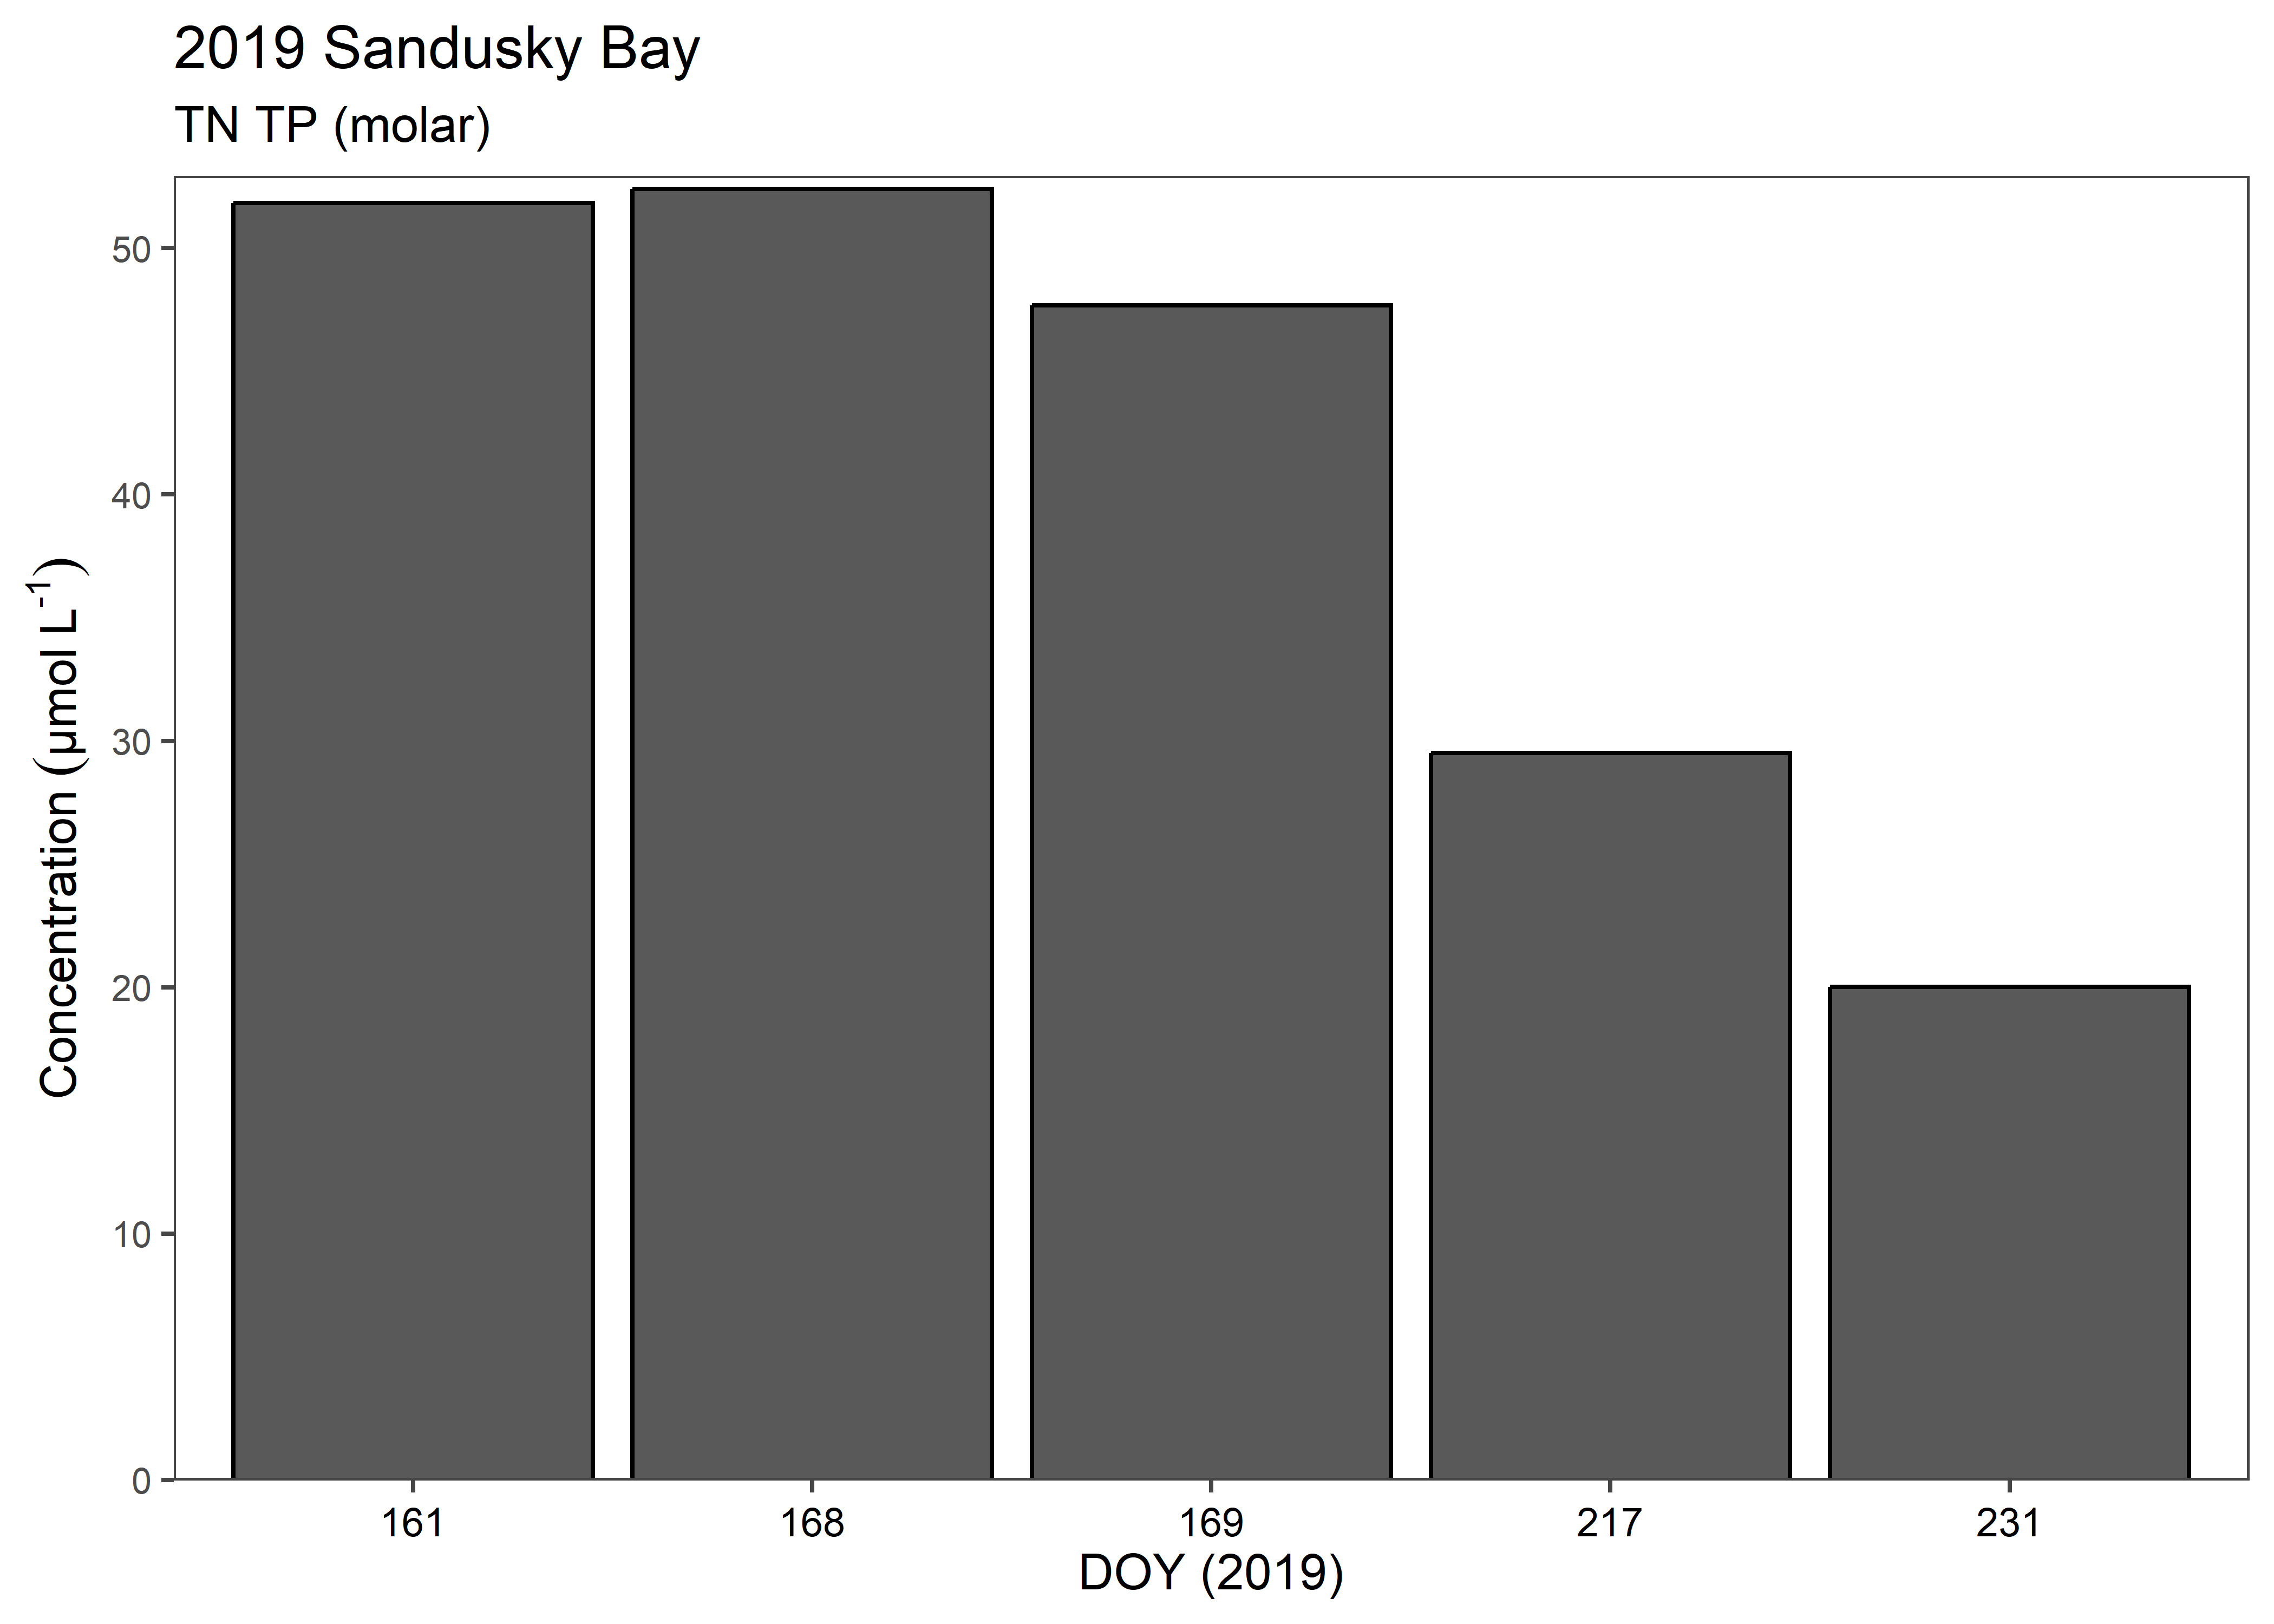 2019 Sandusky Bay
TN TP (molar)
Concentration (µmol L⁻¹)
50
40
30
20
10
0
161 168 169 217 231
DOY (2019)